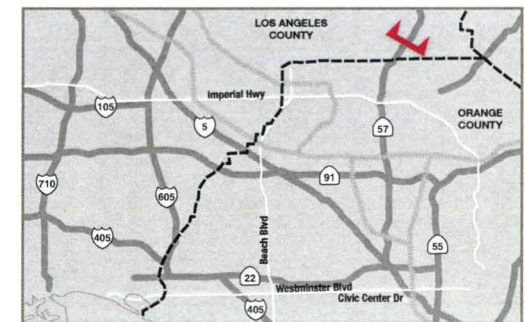 LOS ANGELES
COUNTY
Imperial Hwy
105
5
57
ORANGE
COUNTY
710
605
91
405
Beach Blvd
55
22
Westminster Blvd
Civic Center Dr
405